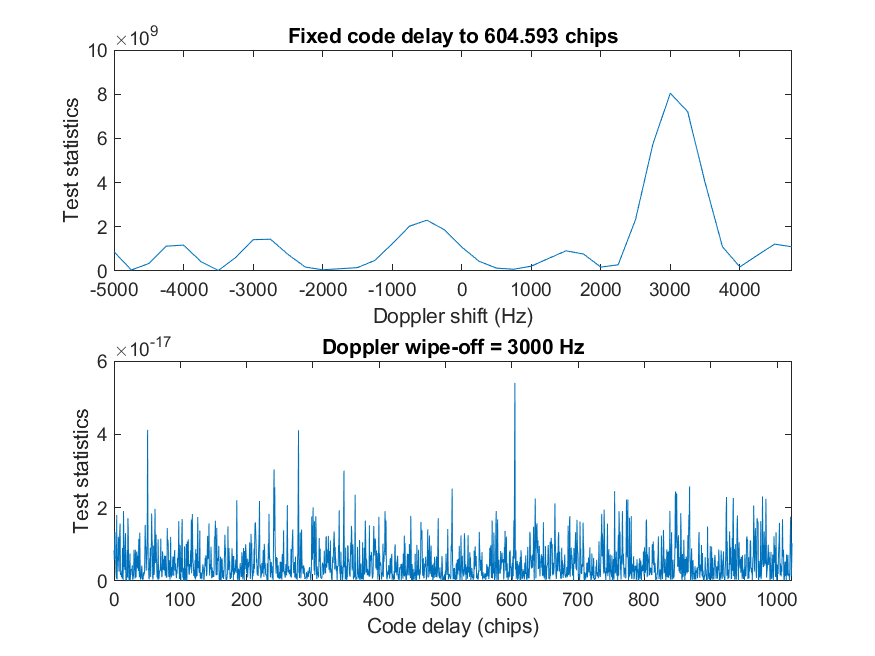 ×10^9
Fixed code delay to 604.593 chips
10
8
6
4
2
0
Test statistics
-5000 -4000 -3000 -2000 -1000 0 1000 2000 3000 4000
Doppler shift (Hz)
×10^-17
Doppler wipe-off = 3000 Hz
6
4
2
0
Test statistics
0 100 200 300 400 500 600 700 800 900 1000
Code delay (chips)